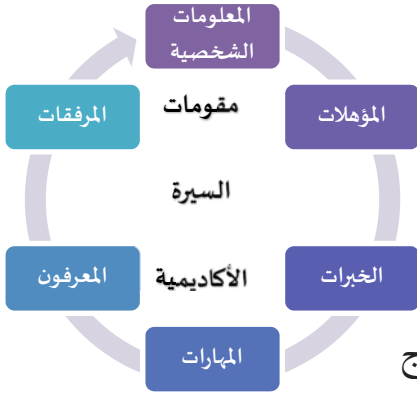 المعلومات
الشخصية
المؤهلات
الخبرات
المهارات
المعرفون
المرفقات
مقومات
السيرة
الأكاديمية
ج